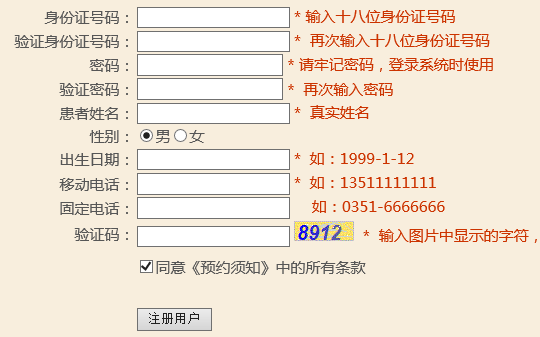 身份证号码： * 输入十八位身份证号码
验证身份证号码： * 再次输入十八位身份证号码
密码： * 请牢记密码，登录系统时使用
验证密码： * 再次输入密码
患者姓名： * 真实姓名
性别： 男 女
出生日期： * 如：1999-1-12
移动电话： * 如：13511111111
固定电话： 如：0351-6666666
验证码： 8912 * 输入图片中显示的字符，
同意《预约须知》中的所有条款
注册用户